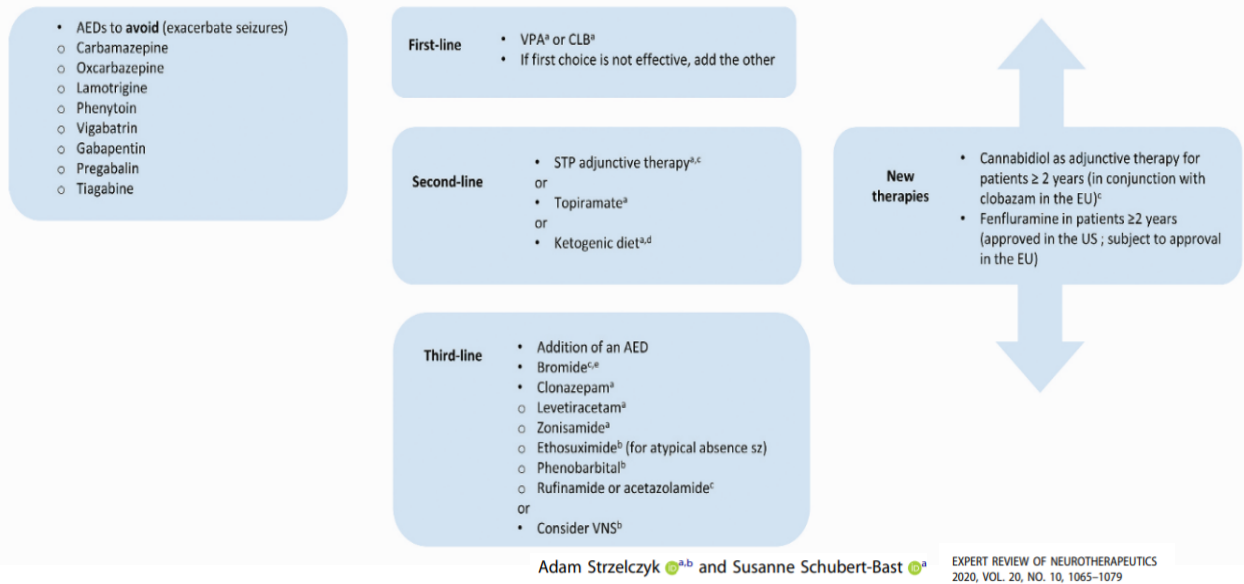 • AEDs to avoid (exacerbate seizures)
○ Carbamazepine
○ Oxcarbazepine
○ Lamotrigine
○ Phenytoin
○ Vigabatrin
○ Gabapentin
○ Pregabalin
○ Tiagabine
First-line
• VPAᵃ or CLBᵃ
• If first choice is not effective, add the other
Second-line
• STP adjunctive therapyᵃ,ᶜ
or
• Topiramateᵃ
or
• Ketogenic dietᵃ,ᵈ
Third-line
• Addition of an AED
• Bromideᶜ,ᵉ
• Clonazepamᵃ
○ Levetiracetamᵃ
○ Zonisamideᵃ
○ Ethosuximideᵇ (for atypical absence sz)
○ Phenobarbitalᵇ
○ Rufinamide or acetazolamideᶜ
or
• Consider VNSᵇ
New
therapies
• Cannabidiol as adjunctive therapy for
patients ≥ 2 years (in conjunction with
clobazam in the EU)ᶜ
• Fenfluramine in patients ≥2 years
(approved in the US ; subject to approval
in the EU)
Adam Strzelczyk iD ᵃ,ᵇ and Susanne Schubert-Bast iD ᵃ
EXPERT REVIEW OF NEUROTHERAPEUTICS
2020, VOL. 20, NO. 10, 1065–1079